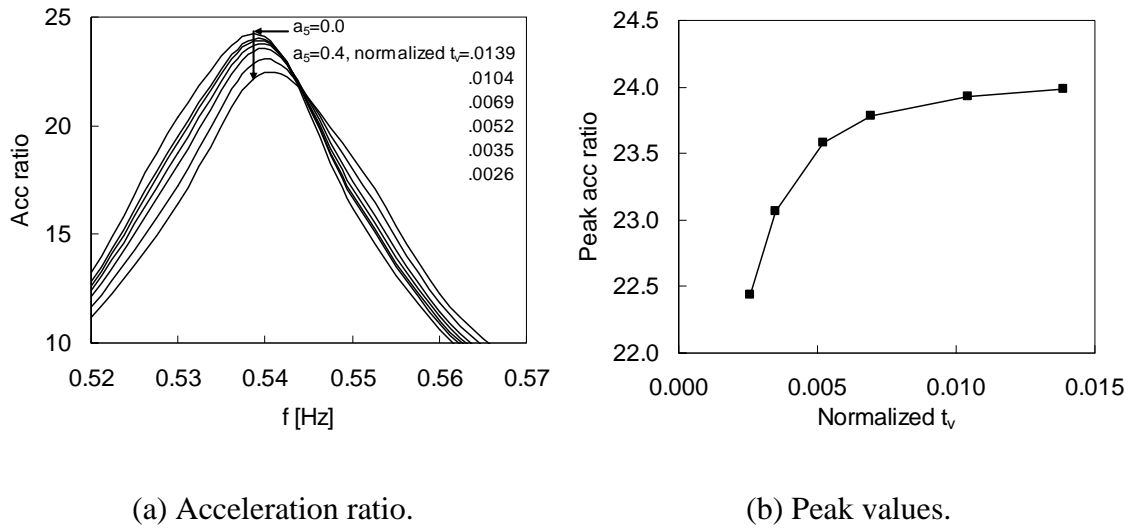 25
20
15
10
Acc ratio
a5=0.0
a5=0.4, normalized tv=.0139
.0104
.0069
.0052
.0035
.0026
0.52 0.53 0.54 0.55 0.56 0.57
f [Hz]
24.5
24.0
23.5
23.0
22.5
22.0
Peak acc ratio
0.000 0.005 0.010 0.015
Normalized tv
(a) Acceleration ratio.
(b) Peak values.